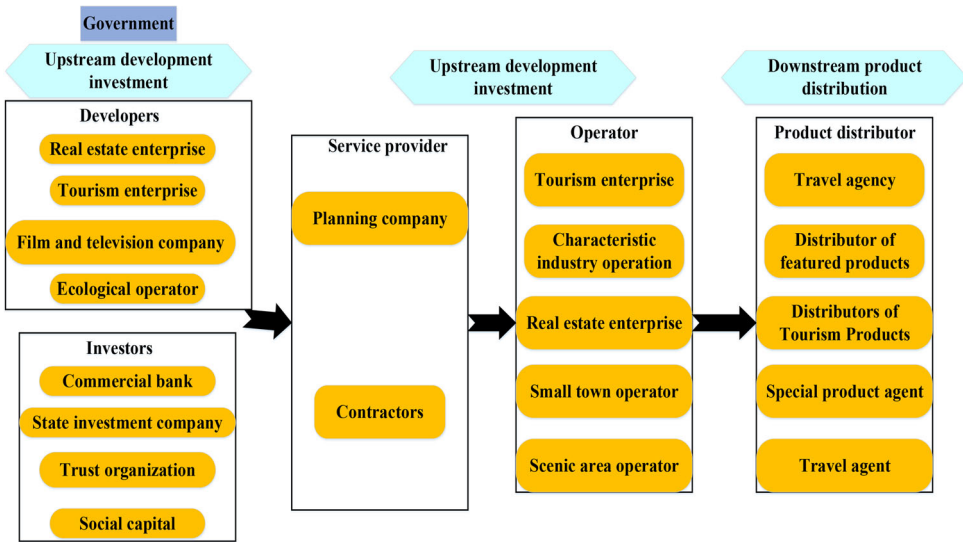 Government
Upstream development
investment
Developers
Real estate enterprise
Tourism enterprise
Film and television company
Ecological operator
Investors
Commercial bank
State investment company
Trust organization
Social capital
Service provider
Planning company
Contractors
Upstream development
investment
Operator
Tourism enterprise
Characteristic
industry operation
Real estate enterprise
Small town operator
Scenic area operator
Downstream product
distribution
Product distributor
Travel agency
Distributor of
featured products
Distributors of
Tourism Products
Special product agent
Travel agent